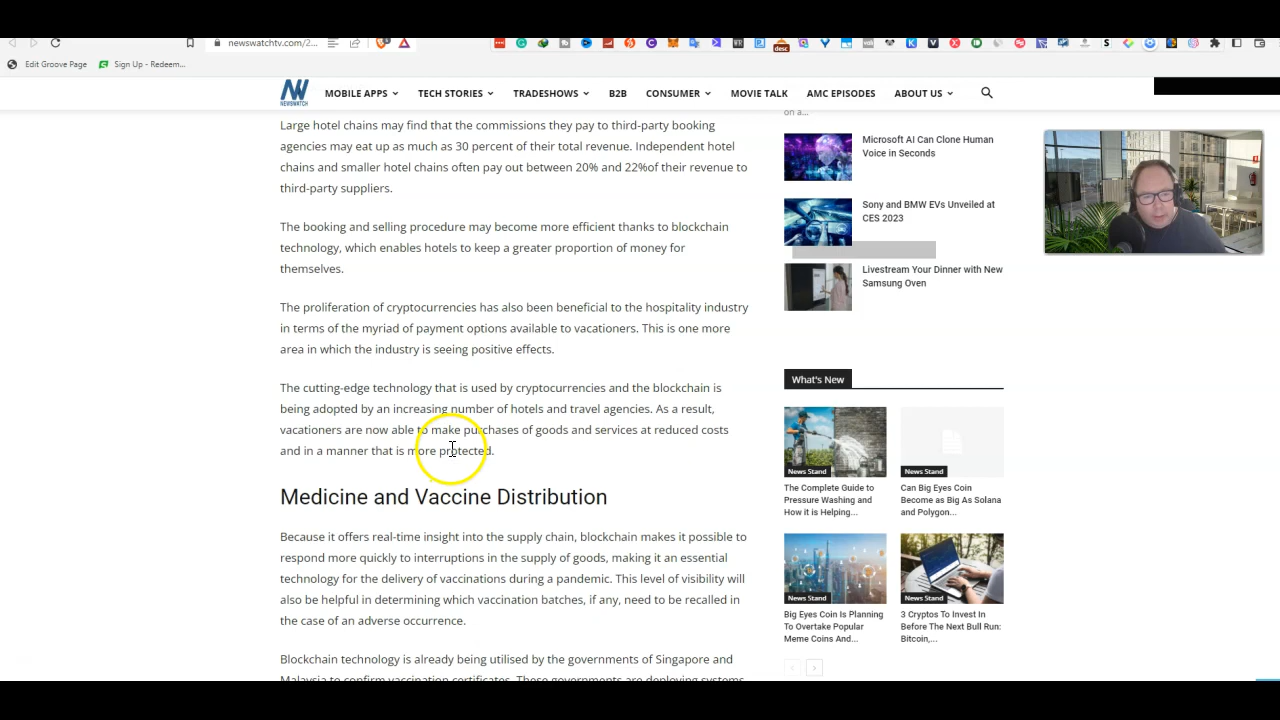 newswatchtv.com/2...
desc
Edit Groove Page
Sign Up - Redeem...
NEWSWATCH
MOBILE APPS
TECH STORIES
TRADESHOWS
B2B
CONSUMER
MOVIE TALK
AMC EPISODES
ABOUT US
Large hotel chains may find that the commissions they pay to third-party booking
agencies may eat up as much as 30 percent of their total revenue. Independent hotel
chains and smaller hotel chains often pay out between 20% and 22%of their revenue to
third-party suppliers.
The booking and selling procedure may become more efficient thanks to blockchain
technology, which enables hotels to keep a greater proportion of money for
themselves.
The proliferation of cryptocurrencies has also been beneficial to the hospitality industry
in terms of the myriad of payment options available to vacationers. This is one more
area in which the industry is seeing positive effects.
The cutting-edge technology that is used by cryptocurrencies and the blockchain is
being adopted by an increasing number of hotels and travel agencies. As a result,
vacationers are now able to make purchases of goods and services at reduced costs
and in a manner that is more protected.
Medicine and Vaccine Distribution
Because it offers real-time insight into the supply chain, blockchain makes it possible to
respond more quickly to interruptions in the supply of goods, making it an essential
technology for the delivery of vaccinations during a pandemic. This level of visibility will
also be helpful in determining which vaccination batches, if any, need to be recalled in
the case of an adverse occurrence.
Blockchain technology is already being utilised by the governments of Singapore and
Malaysia to confirm vaccination certificates. These governments are deploying systems
on a...
Microsoft AI Can Clone Human
Voice in Seconds
Sony and BMW EVs Unveiled at
CES 2023
Livestream Your Dinner with New
Samsung Oven
What's New
News Stand
The Complete Guide to
Pressure Washing and
How it is Helping...
News Stand
Can Big Eyes Coin
Become as Big As Solana
and Polygon...
News Stand
Big Eyes Coin Is Planning
To Overtake Popular
Meme Coins And...
News Stand
3 Cryptos To Invest In
Before The Next Bull Run:
Bitcoin,...